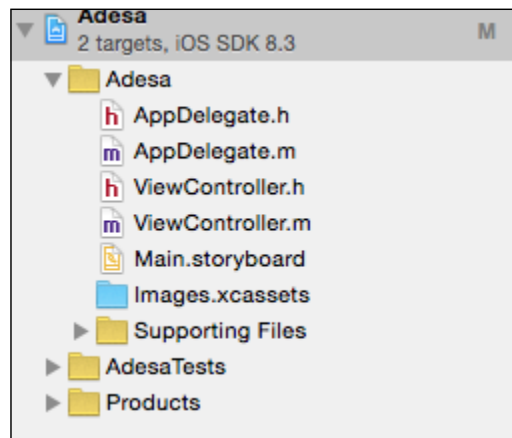 Adesa
2 targets, iOS SDK 8.3
M
Adesa
h AppDelegate.h
m AppDelegate.m
h ViewController.h
m ViewController.m
Main.storyboard
Images.xcassets
Supporting Files
AdesaTests
Products